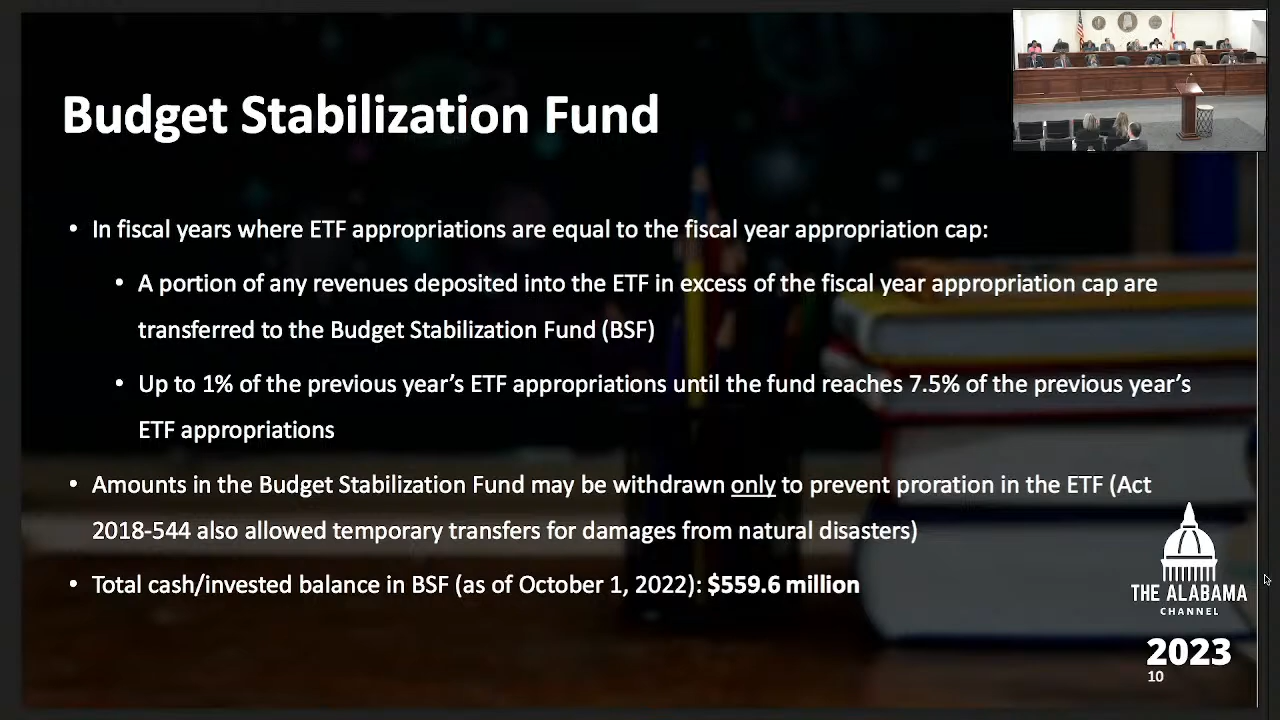 Budget Stabilization Fund
• In fiscal years where ETF appropriations are equal to the fiscal year appropriation cap:
• A portion of any revenues deposited into the ETF in excess of the fiscal year appropriation cap are
transferred to the Budget Stabilization Fund (BSF)
• Up to 1% of the previous year’s ETF appropriations until the fund reaches 7.5% of the previous year’s
ETF appropriations
• Amounts in the Budget Stabilization Fund may be withdrawn only to prevent proration in the ETF (Act
2018-544 also allowed temporary transfers for damages from natural disasters)
• Total cash/invested balance in BSF (as of October 1, 2022): $559.6 million
THE ALABAMA
CHANNEL
2023
10